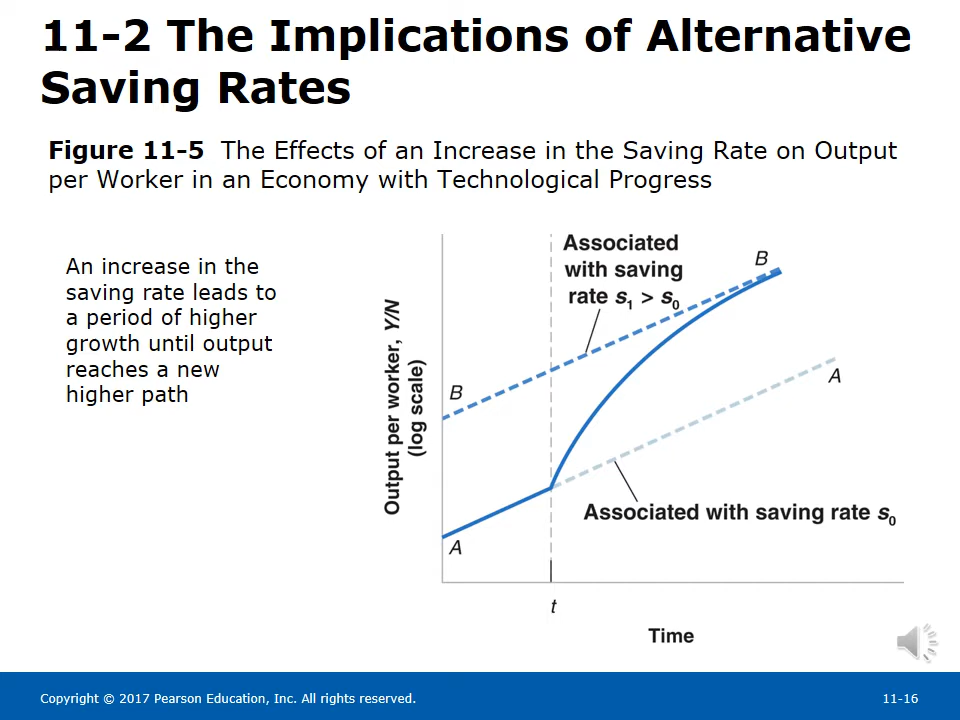 11-2 The Implications of Alternative
Saving Rates
Figure 11-5 The Effects of an Increase in the Saving Rate on Output
per Worker in an Economy with Technological Progress
An increase in the
saving rate leads to
a period of higher
growth until output
reaches a new
higher path
Output per worker, Y/N
(log scale)
Associated
with saving
rate s1 > s0
B
B
A
A
Associated with saving rate s0
t
Time
Copyright © 2017 Pearson Education, Inc. All rights reserved.
11-16